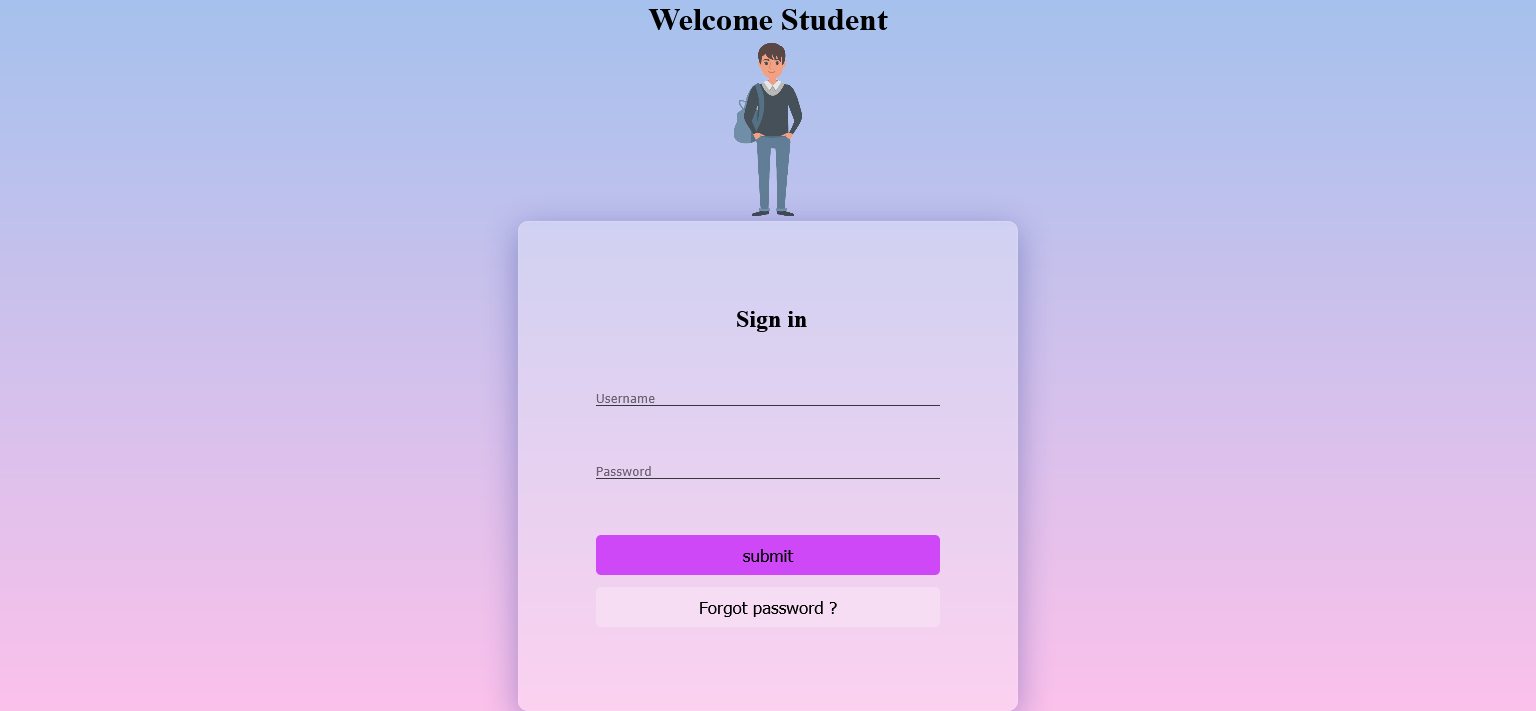 Welcome Student
Sign in
Username
Password
submit
Forgot password ?